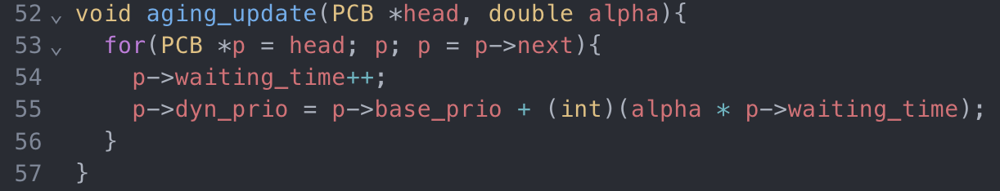 52 void aging_update(PCB *head, double alpha){
53   for(PCB *p = head; p; p = p->next){
54     p->waiting_time++;
55     p->dyn_prio = p->base_prio + (int)(alpha * p->waiting_time);
56   }
57 }